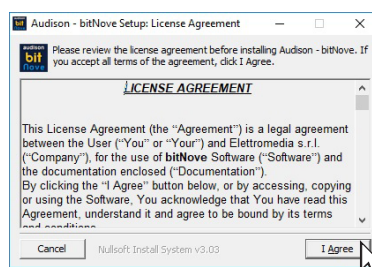 Audison - bitNove Setup: License Agreement
audison
bit
Nove
Please review the license agreement before installing Audison - bitNove. If
you accept all terms of the agreement, click I Agree.
LICENSE AGREEMENT
This License Agreement (the “Agreement”) is a legal agreement
between the User (“You” or “Your”) and Elettromedia s.r.l.
(“Company”), for the use of bitNove Software (“Software”) and
the documentation enclosed (“Documentation”).
By clicking the “I Agree” button below, or by accessing, copying
or using the Software, You acknowledge that You have read this
Agreement, understand it and agree to be bound by its terms
and conditions
Cancel
Nullsoft Install System v3.03
I Agree